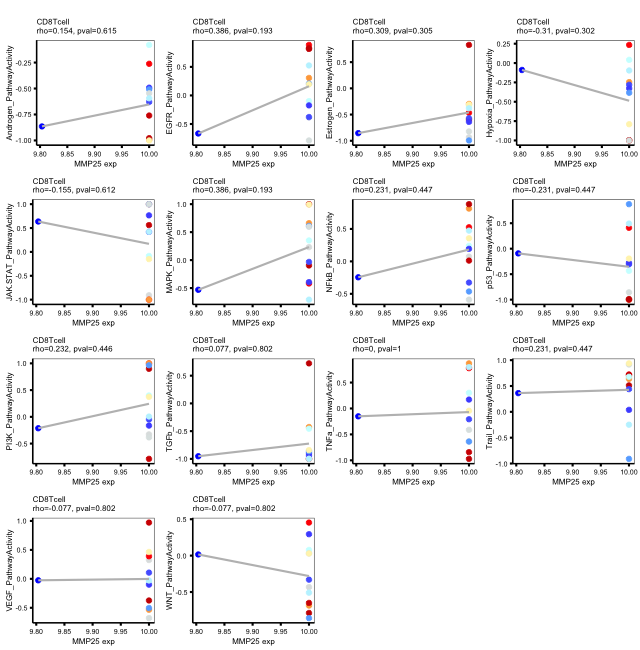 CD8Tcell
rho=0.154, pval=0.615
Androgen_PathwayActivity
0.00
-0.25
-0.50
-0.75
-1.00
9.80
9.85
9.90
9.95
10.00
MMP25 exp
CD8Tcell
rho=0.386, pval=0.193
EGFR_PathwayActivity
0.5
0.0
-0.5
9.80
9.85
9.90
9.95
10.00
MMP25 exp
CD8Tcell
rho=0.309, pval=0.305
Estrogen_PathwayActivity
0.5
0.0
-0.5
-1.0
9.80
9.85
9.90
9.95
10.00
MMP25 exp
CD8Tcell
rho=-0.31, pval=0.302
Hypoxia_PathwayActivity
0.25
0.00
-0.25
-0.50
-0.75
-1.00
9.80
9.85
9.90
9.95
10.00
MMP25 exp
CD8Tcell
rho=-0.155, pval=0.612
JAK-STAT_PathwayActivity
1.0
0.5
0.0
-0.5
-1.0
9.80
9.85
9.90
9.95
10.00
MMP25 exp
CD8Tcell
rho=0.386, pval=0.193
MAPK_PathwayActivity
1.0
0.5
0.0
-0.5
9.80
9.85
9.90
9.95
10.00
MMP25 exp
CD8Tcell
rho=0.231, pval=0.447
NFkB_PathwayActivity
0.5
0.0
-0.5
9.80
9.85
9.90
9.95
10.00
MMP25 exp
CD8Tcell
rho=-0.231, pval=0.447
p53_PathwayActivity
0.5
0.0
-0.5
-1.0
9.80
9.85
9.90
9.95
10.00
MMP25 exp
CD8Tcell
rho=0.232, pval=0.446
PI3K_PathwayActivity
1.0
0.5
0.0
-0.5
9.80
9.85
9.90
9.95
10.00
MMP25 exp
CD8Tcell
rho=0.077, pval=0.802
TGFb_PathwayActivity
0.5
0.0
-0.5
-1.0
9.80
9.85
9.90
9.95
10.00
MMP25 exp
CD8Tcell
rho=0, pval=1
TNFa_PathwayActivity
0.5
0.0
-0.5
-1.0
9.80
9.85
9.90
9.95
10.00
MMP25 exp
CD8Tcell
rho=0.231, pval=0.447
Trail_PathwayActivity
1.0
0.5
0.0
-0.5
-1.0
9.80
9.85
9.90
9.95
10.00
MMP25 exp
CD8Tcell
rho=-0.077, pval=0.802
VEGF_PathwayActivity
1.0
0.5
0.0
-0.5
9.80
9.85
9.90
9.95
10.00
MMP25 exp
CD8Tcell
rho=-0.077, pval=0.802
WNT_PathwayActivity
0.5
0.0
-0.5
9.80
9.85
9.90
9.95
10.00
MMP25 exp